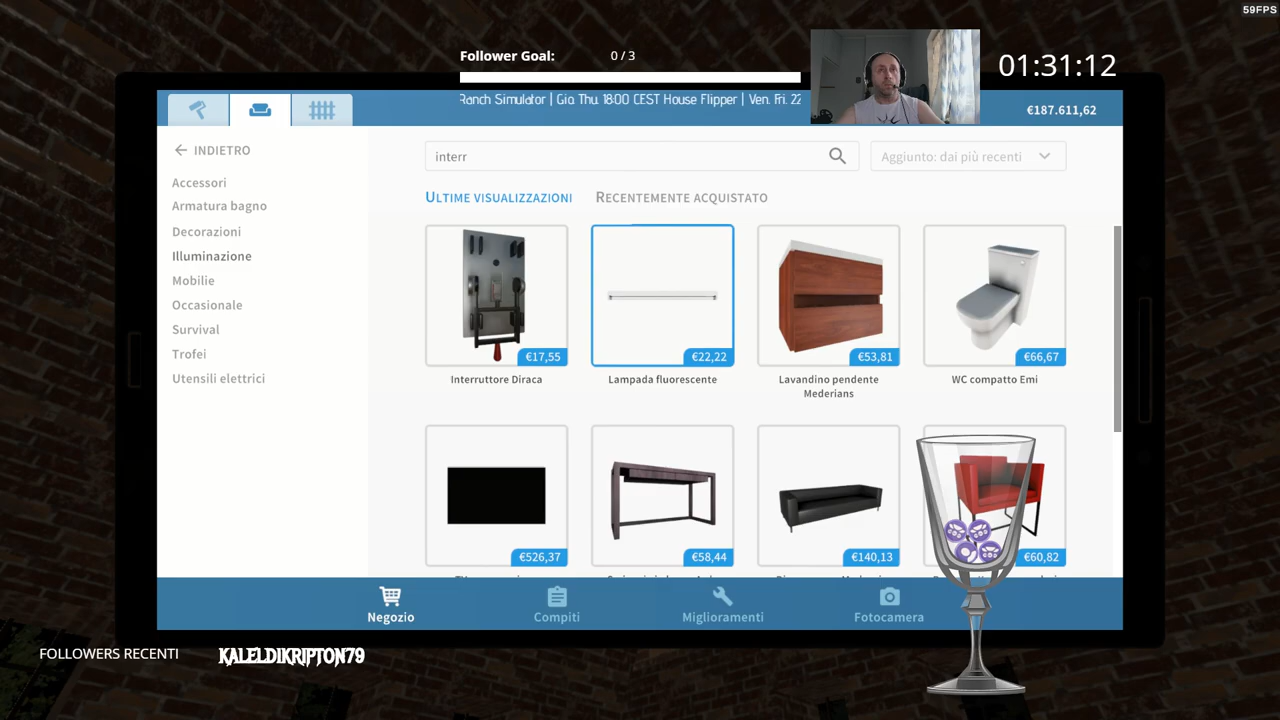 59FPS
Follower Goal: 0 / 3
01:31:12
Ranch Simulator | Gio. Thu. 18:00 CEST House Flipper | Ven. Fri. 22
€187.611,62
INDIETRO
interr
Aggiunto: dai più recenti
Accessori
Armatura bagno
Decorazioni
Illuminazione
Mobilie
Occasionale
Survival
Trofei
Utensili elettrici
ULTIME VISUALIZZAZIONI RECENTEMENTE ACQUISTATO
€17,55 €22,22 €53,81 €66,67
Interruttore Diraca
Lampada fluorescente
Lavandino pendente
Mederians
WC compatto Emi
€526,37 €58,44 €140,13 €60,82
Negozio Compiti Miglioramenti Fotocamera
FOLLOWERS RECENTI KALELDIKRIPTON79